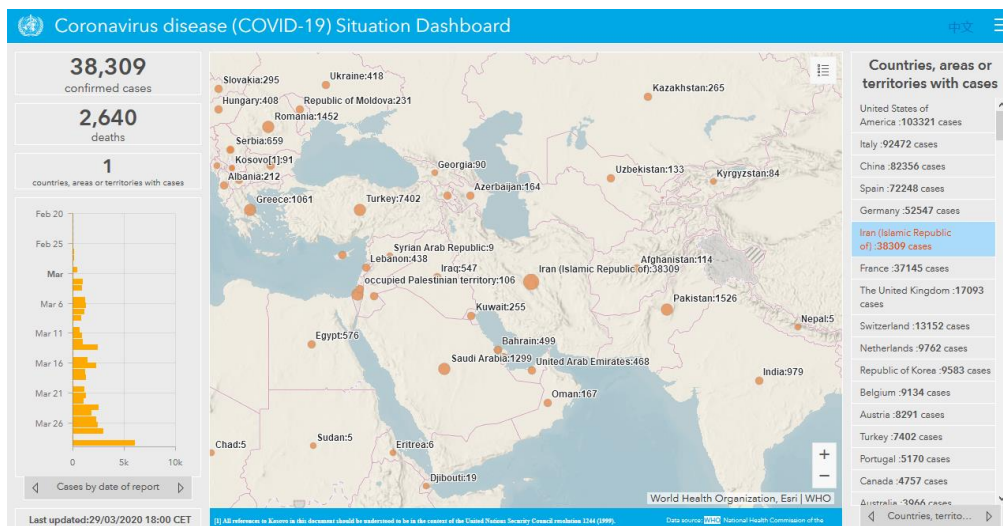 Coronavirus disease (COVID-19) Situation Dashboard
中文
38,309
confirmed cases
2,640
deaths
1
countries, areas or territories with cases
Feb 20
Feb 25
Mar
Mar 6
Mar 11
Mar 16
Mar 21
Mar 26
0 5k 10k
Cases by date of report
Last updated:29/03/2020 18:00 CET
Slovakia:295
Ukraine:418
Kazakhstan:265
Hungary:408
Republic of Moldova:231
Romania:1452
Serbia:659
Kosovo[1]:91
Georgia:90
Uzbekistan:133
Kyrgyzstan:84
Albania:212
Azerbaijan:164
Greece:1061
Turkey:7402
Syrian Arab Republic:9
Lebanon:438
Afghanistan:114
Iraq:547
Iran (Islamic Republic of):38309
occupied Palestinian territory:106
Pakistan:1526
Kuwait:255
Nepal:5
Egypt:576
Bahrain:499
Saudi Arabia:1299
United Arab Emirates:468
India:979
Oman:167
Chad:5
Sudan:5
Eritrea:6
Djibouti:19
+
−
World Health Organization, Esri | WHO
[1] All references to Kosovo in this document should be understood to be in the context of the United Nations Security Council resolution 1244 (1999).
Data source: WHO National Health Commission of the
Countries, areas or
territories with cases
United States of
America :103321 cases
Italy :92472 cases
China :82356 cases
Spain :72248 cases
Germany :52547 cases
Iran (Islamic Republic
of) :38309 cases
France :37145 cases
The United Kingdom :17093
cases
Switzerland :13152 cases
Netherlands :9762 cases
Republic of Korea :9583 cases
Belgium :9134 cases
Austria :8291 cases
Turkey :7402 cases
Portugal :5170 cases
Canada :4757 cases
Australia :3966 cases
Countries, territo...